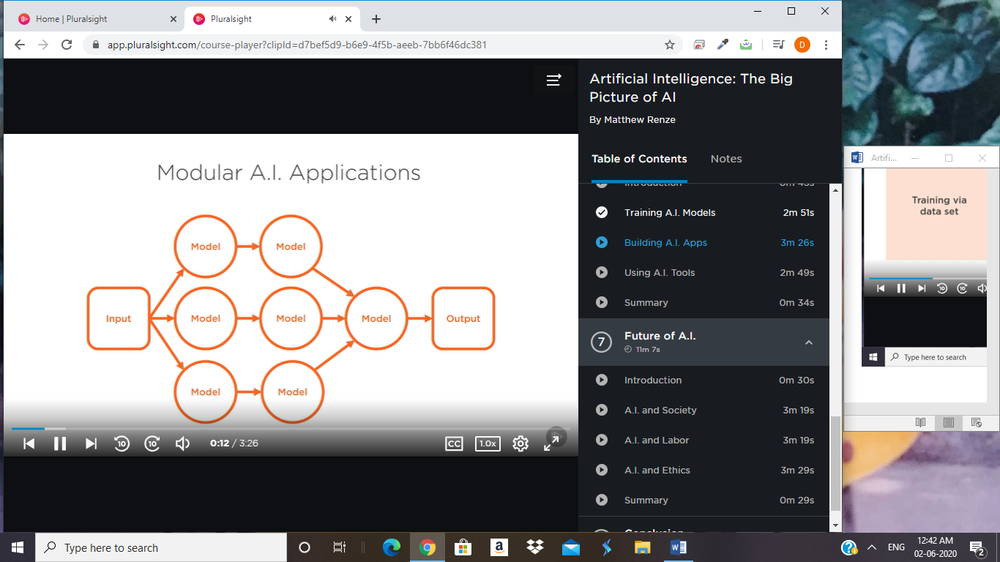 Home | Pluralsight
Pluralsight
app.pluralsight.com/course-player?clipId=d7bef5d9-b6e9-4f5b-aeeb-7bb6f46dc381
D
Modular A.I. Applications
Model Model
Input Model Model Model Output
Model Model
10 10 0:12 / 3:26 CC 1.0x
Artificial Intelligence: The Big
Picture of AI
By Matthew Renze
Table of Contents Notes
Introduction
Training A.I. Models 2m 51s
Building A.I. Apps 3m 26s
Using A.I. Tools 2m 49s
Summary 0m 34s
7 Future of A.I.
11m 7s
Introduction 0m 30s
A.I. and Society 3m 19s
A.I. and Labor 3m 19s
A.I. and Ethics 3m 29s
Summary 0m 29s
Conclusion
W Artifi...
Training via
data set
10 10
Type here to search
Type here to search
a
W
ENG
12:42 AM
02-06-2020
2